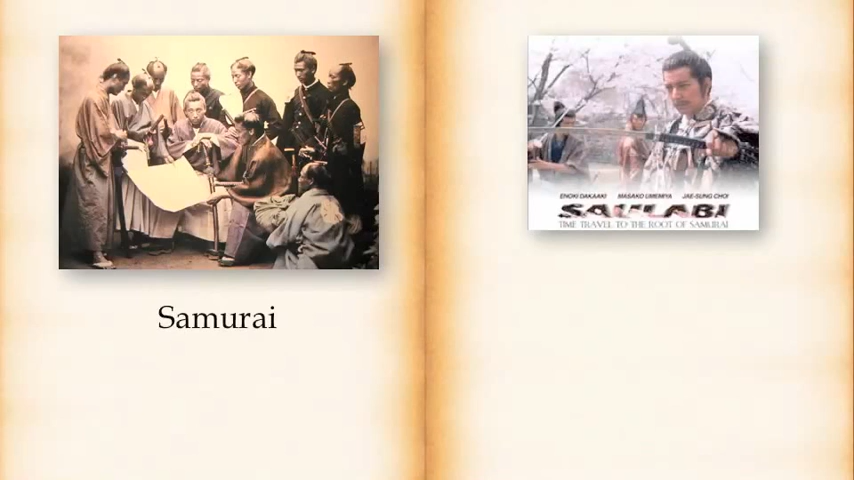 Samurai
ENOKI DAKAAKI MASAKO UMEMIYA JAE-SUNG CHOI
SAULABI
TIME TRAVEL TO THE ROOT OF SAMURAI